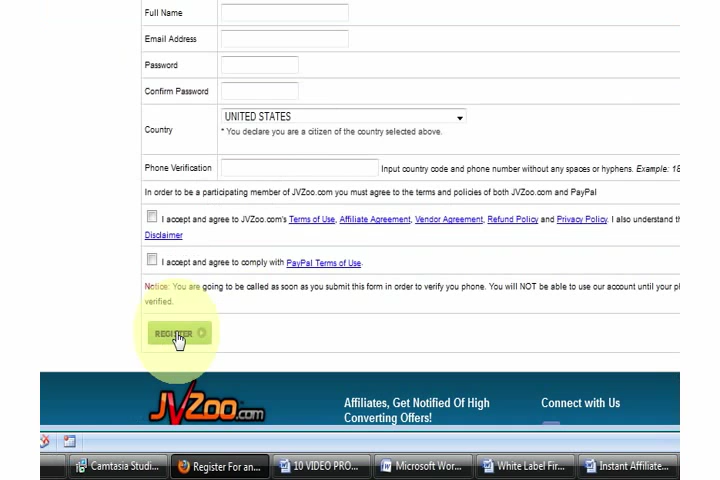 Full Name
Email Address
Password
Confirm Password
Country
UNITED STATES
* You declare you are a citizen of the country selected above.
Phone Verification
Input country code and phone number without any spaces or hyphens. Example: 18
In order to be a participating member of JVZoo.com you must agree to the terms and policies of both JVZoo.com and PayPal
I accept and agree to JVZoo.com's Terms of Use, Affiliate Agreement, Vendor Agreement, Refund Policy and Privacy Policy. I also understand th
Disclaimer
I accept and agree to comply with PayPal Terms of Use.
Notice: You are going to be called as soon as you submit this form in order to verify you phone. You will NOT be able to use our account until your ph
verified.
REGISTER
JVZoo.com
Affiliates, Get Notified Of High
Converting Offers!
Connect with Us
Camtasia Studi...
Register For an...
10 VIDEO PRO...
Microsoft Wor...
White Label Fir...
Instant Affiliate...